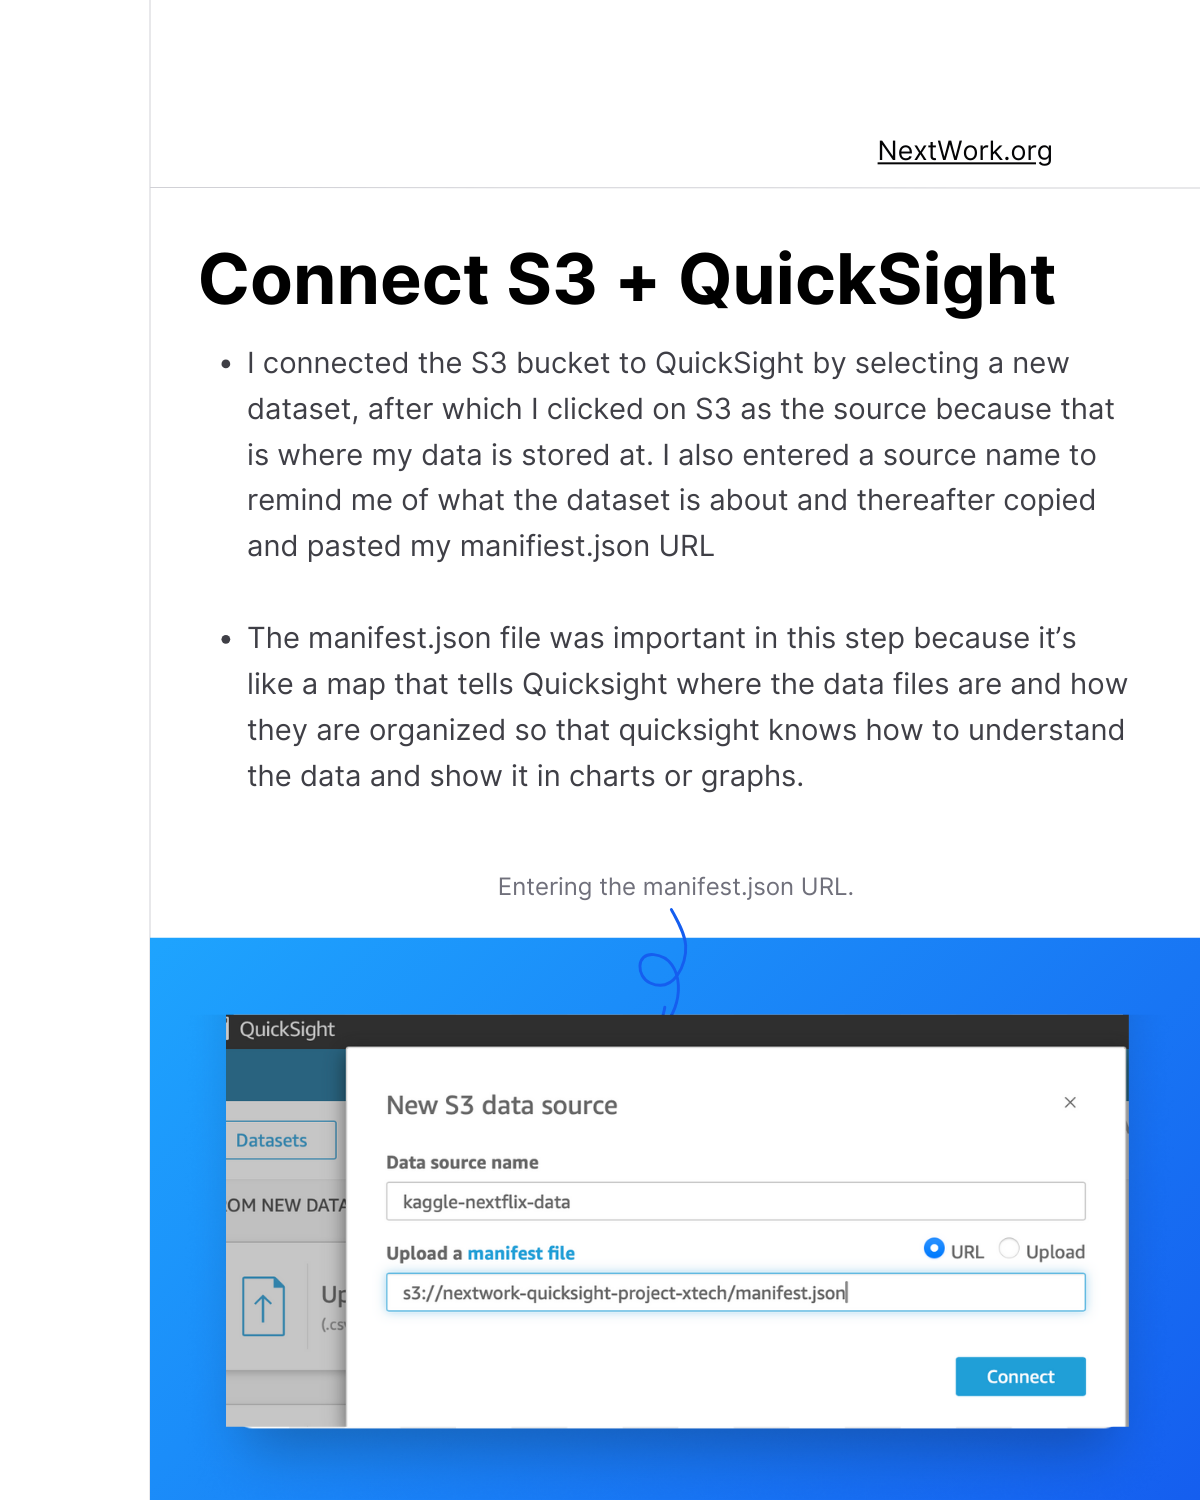 NextWork.org
Connect S3 + QuickSight
• I connected the S3 bucket to QuickSight by selecting a new
dataset, after which I clicked on S3 as the source because that
is where my data is stored at. I also entered a source name to
remind me of what the dataset is about and thereafter copied
and pasted my manifiest.json URL
• The manifest.json file was important in this step because it’s
like a map that tells Quicksight where the data files are and how
they are organized so that quicksight knows how to understand
the data and show it in charts or graphs.
Entering the manifest.json URL.
QuickSight
New S3 data source
×
Datasets
Data source name
kaggle-nextflix-data
OM NEW DATA
Upload a manifest file
URL Upload
s3://nextwork-quicksight-project-xtech/manifest.json
Up
(.csv
Connect